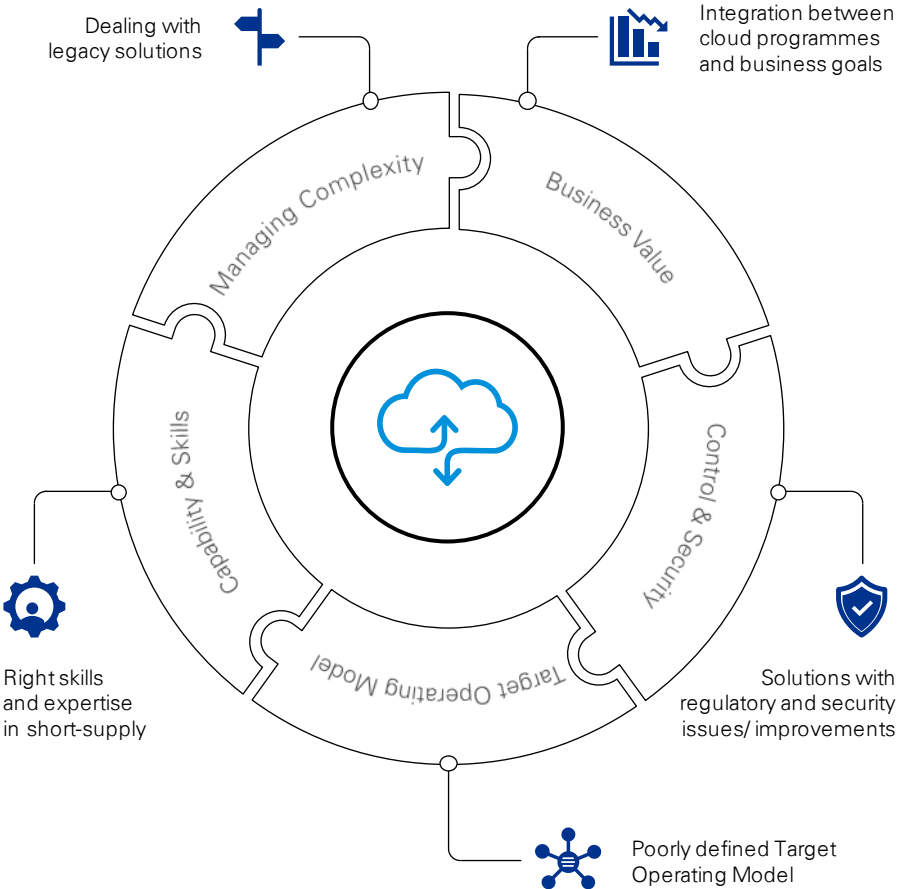 Dealing with
legacy solutions
Integration between
cloud programmes
and business goals
Managing Complexity
Business Value
Capability & Skills
Control & Security
Target Operating Model
Right skills
and expertise
in short-supply
Solutions with
regulatory and security
issues/ improvements
Poorly defined Target
Operating Model